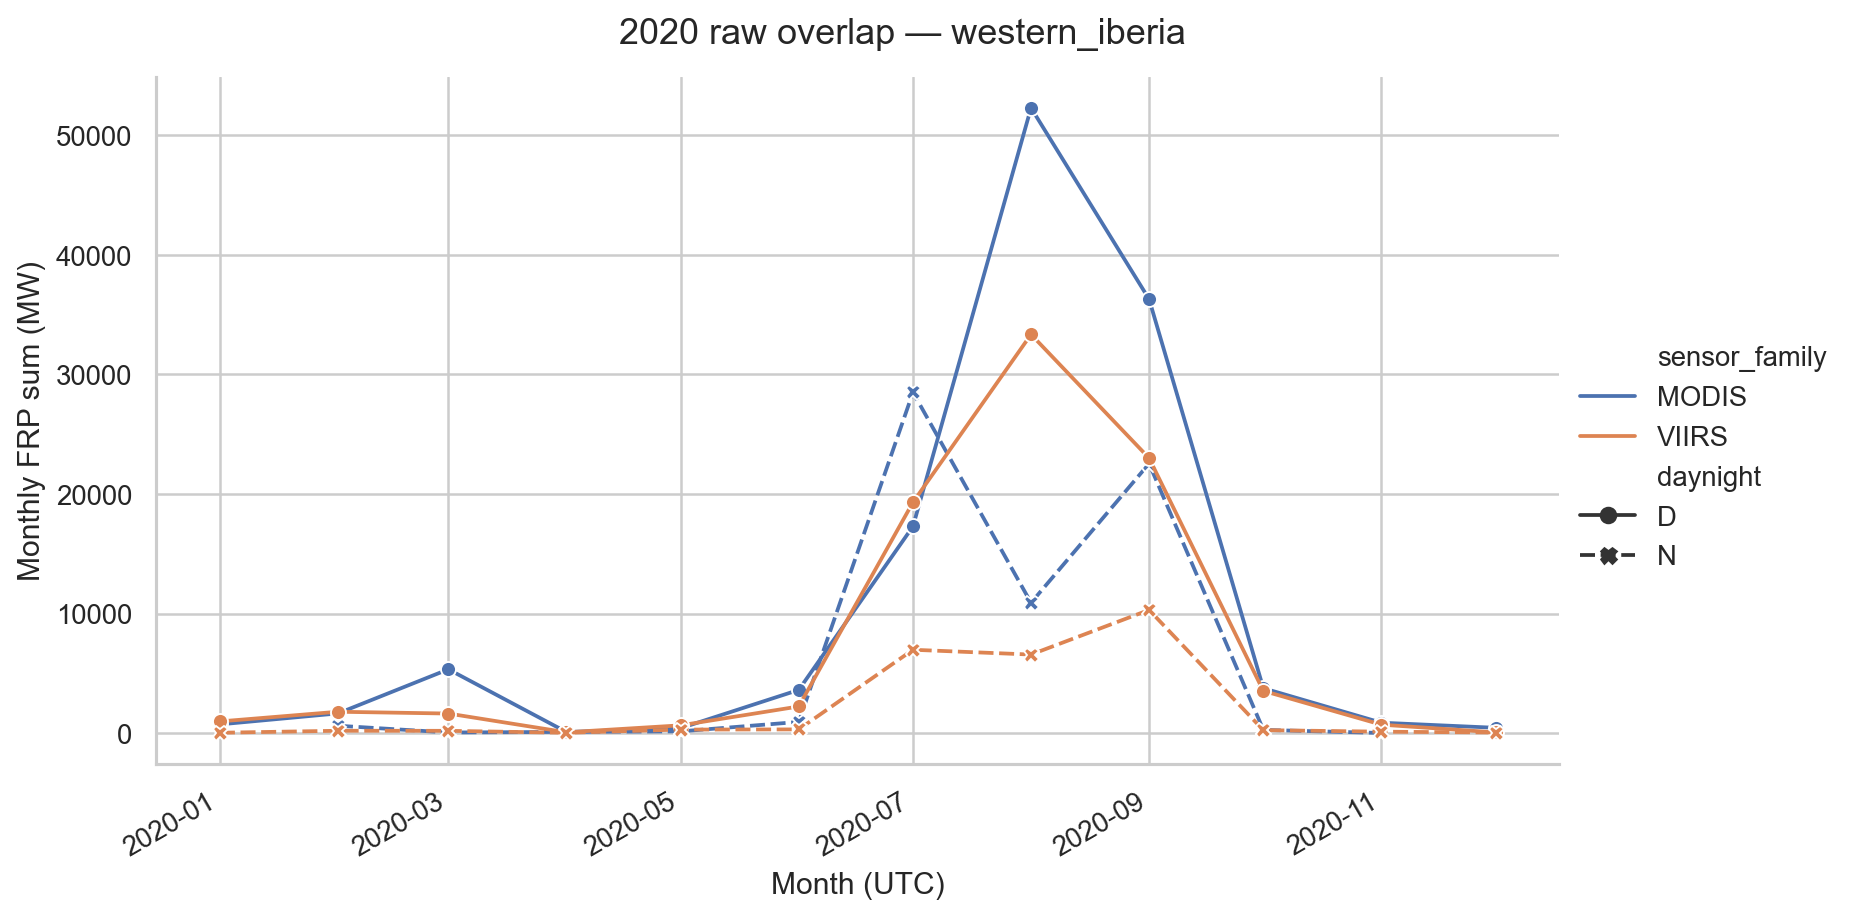 2020 raw overlap — western_iberia
Monthly FRP sum (MW)
50000
40000
30000
20000
10000
0
2020-01
2020-03
2020-05
2020-07
2020-09
2020-11
Month (UTC)
sensor_family
MODIS
VIIRS
daynight
D
N